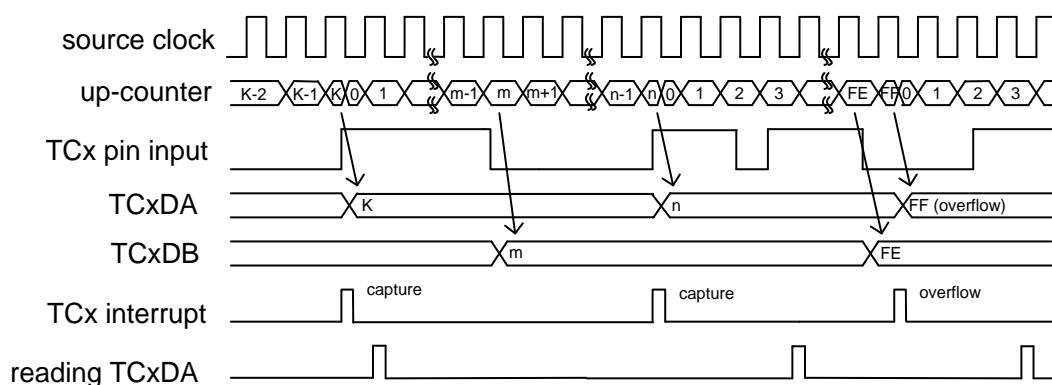 source clock
up-counter K-2 K-1 K 0 1 m-1 m m+1 n-1 n 0 1 2 3 FE FF 0 1 2 3
TCx pin input
TCxDA K n FF (overflow)
TCxDB m FE
TCx interrupt capture capture overflow
reading TCxDA